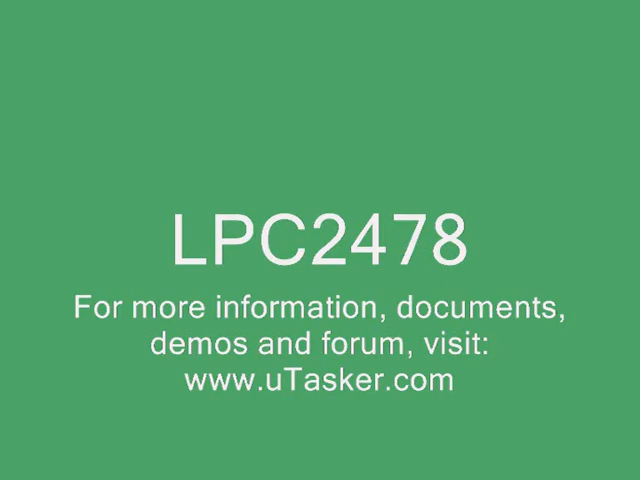 LPC2478
For more information, documents,
demos and forum, visit:
www.uTasker.com